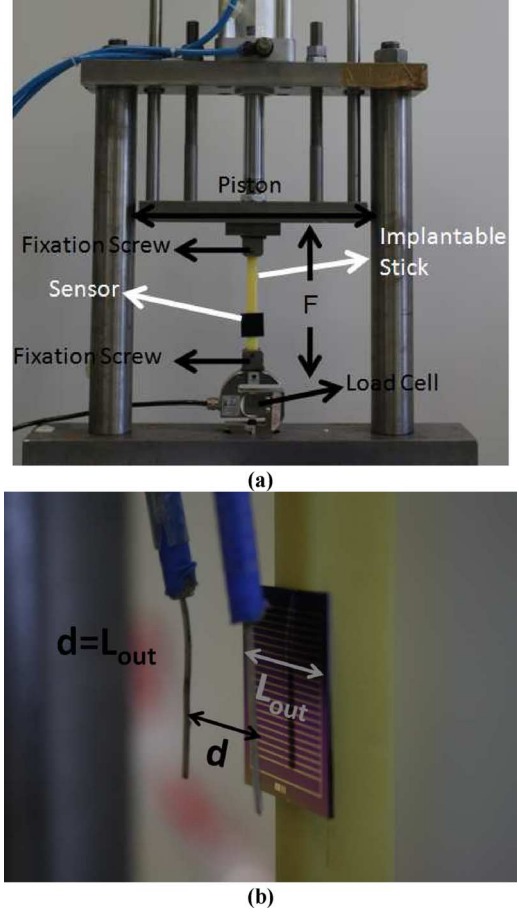 Piston
Fixation Screw
Implantable
Stick
Sensor
F
Fixation Screw
Load Cell
(a)
d=Lout
Lout
d
(b)